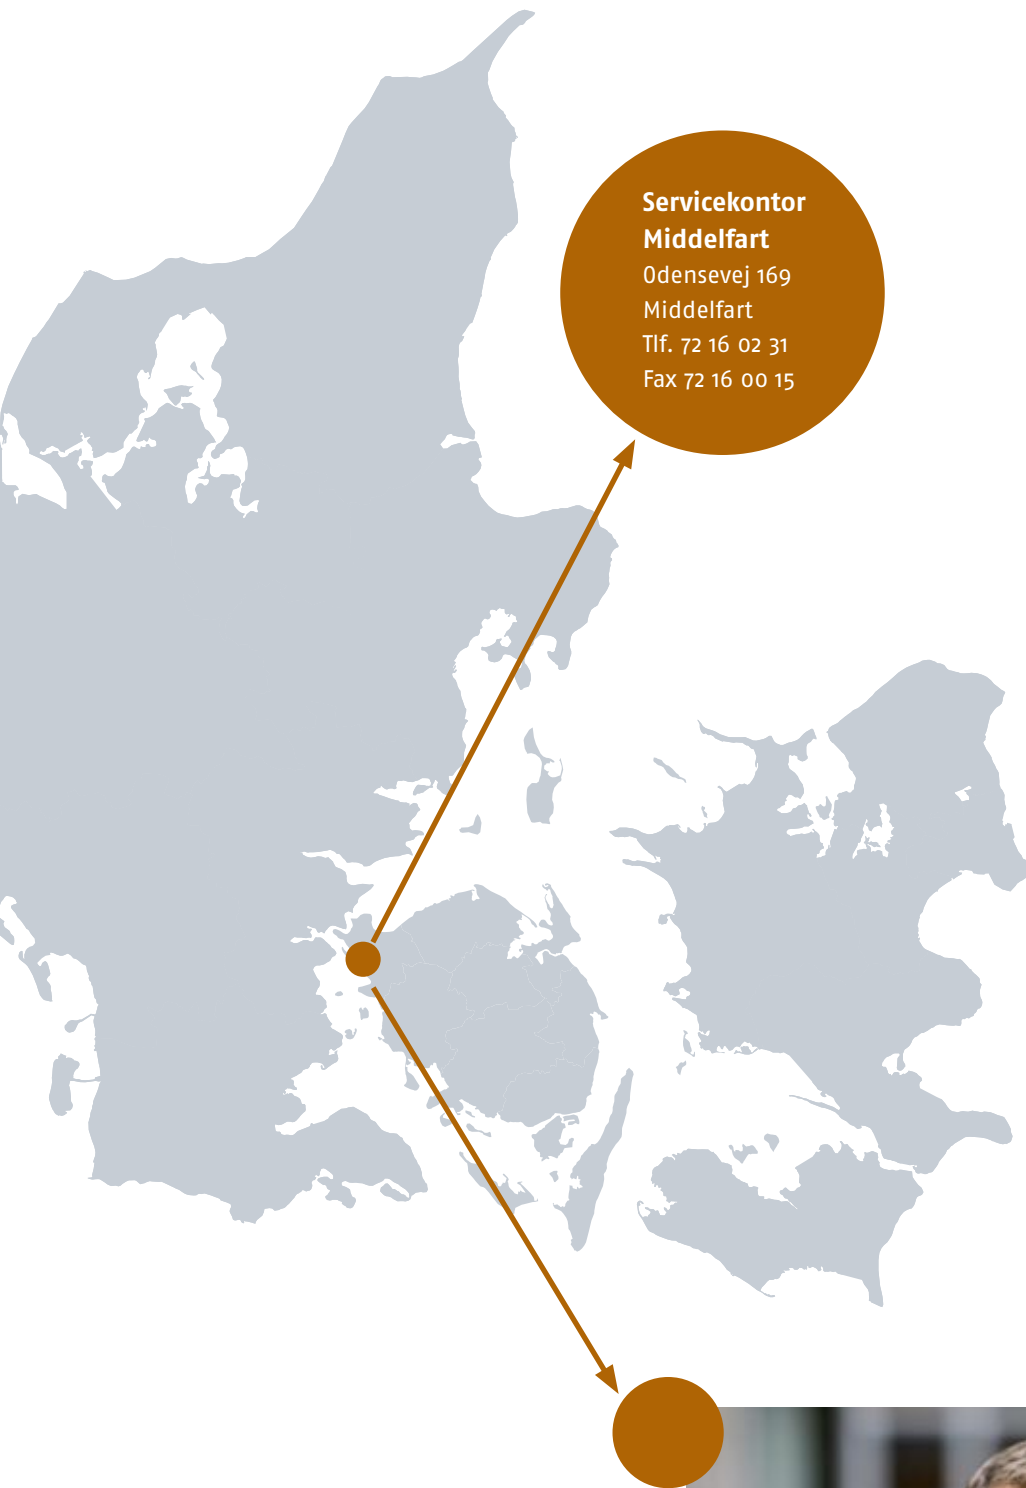 Servicekontor
Middelfart
Odensevej 169
Middelfart
Tlf. 72 16 02 31
Fax 72 16 00 15